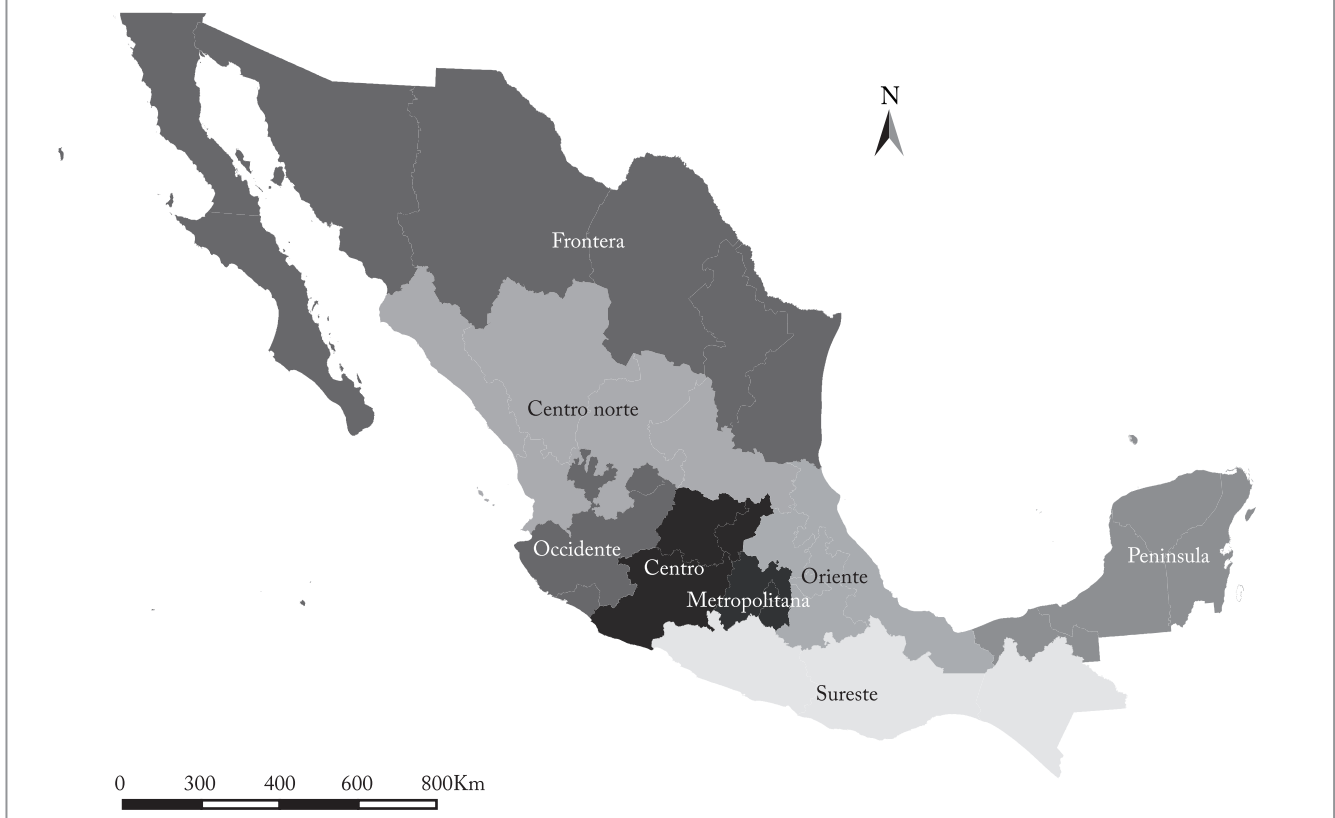 N
Frontera
Centro norte
Occidente
Centro
Metropolitana
Oriente
Peninsula
Sureste
0 300 400 600 800Km